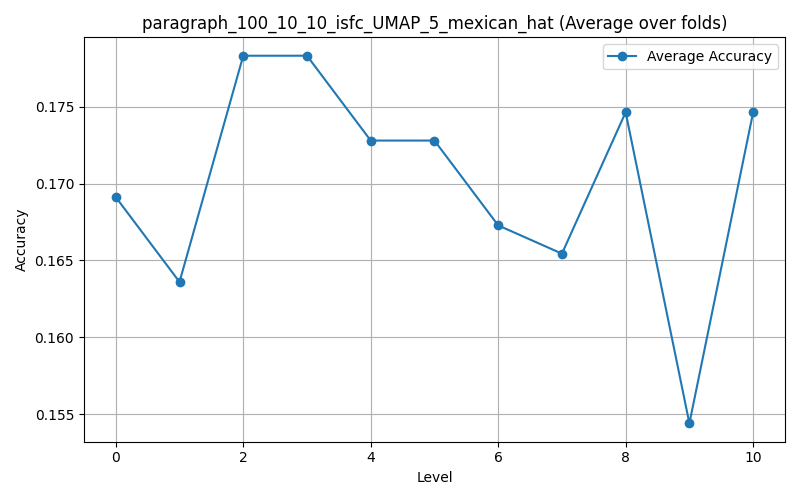 paragraph_100_10_10_isfc_UMAP_5_mexican_hat (Average over folds)
Average Accuracy
Accuracy
0.175
0.170
0.165
0.160
0.155
0 2 4 6 8 10
Level